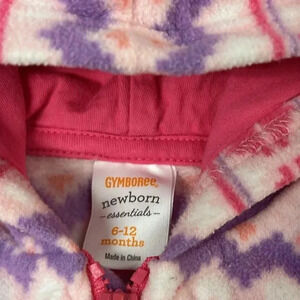 GYMBOREE
newborn
-essentials-
6-12
months
Made in China